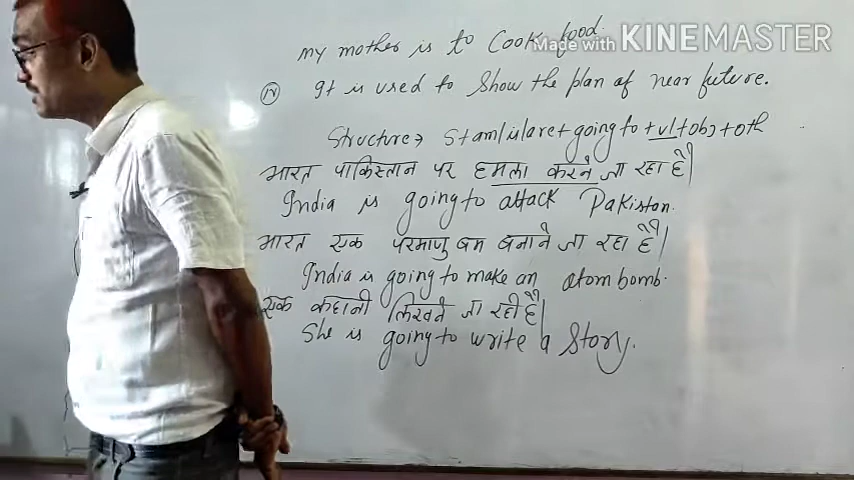 my mother is to Cook food.
Made with KINEMASTER
(iv) It is used to show the plan of near future.
Structure → S+am/is/are+going to+v1+obj+oth
भारत पाकिस्तान पर हमला करने जा रहा है।
India is going to attack Pakistan.
भारत एक परमाणु बम बनाने जा रहा है।
India is going to make an atom bomb.
एक कहानी लिखने जा रही है।
She is going to write a Story.